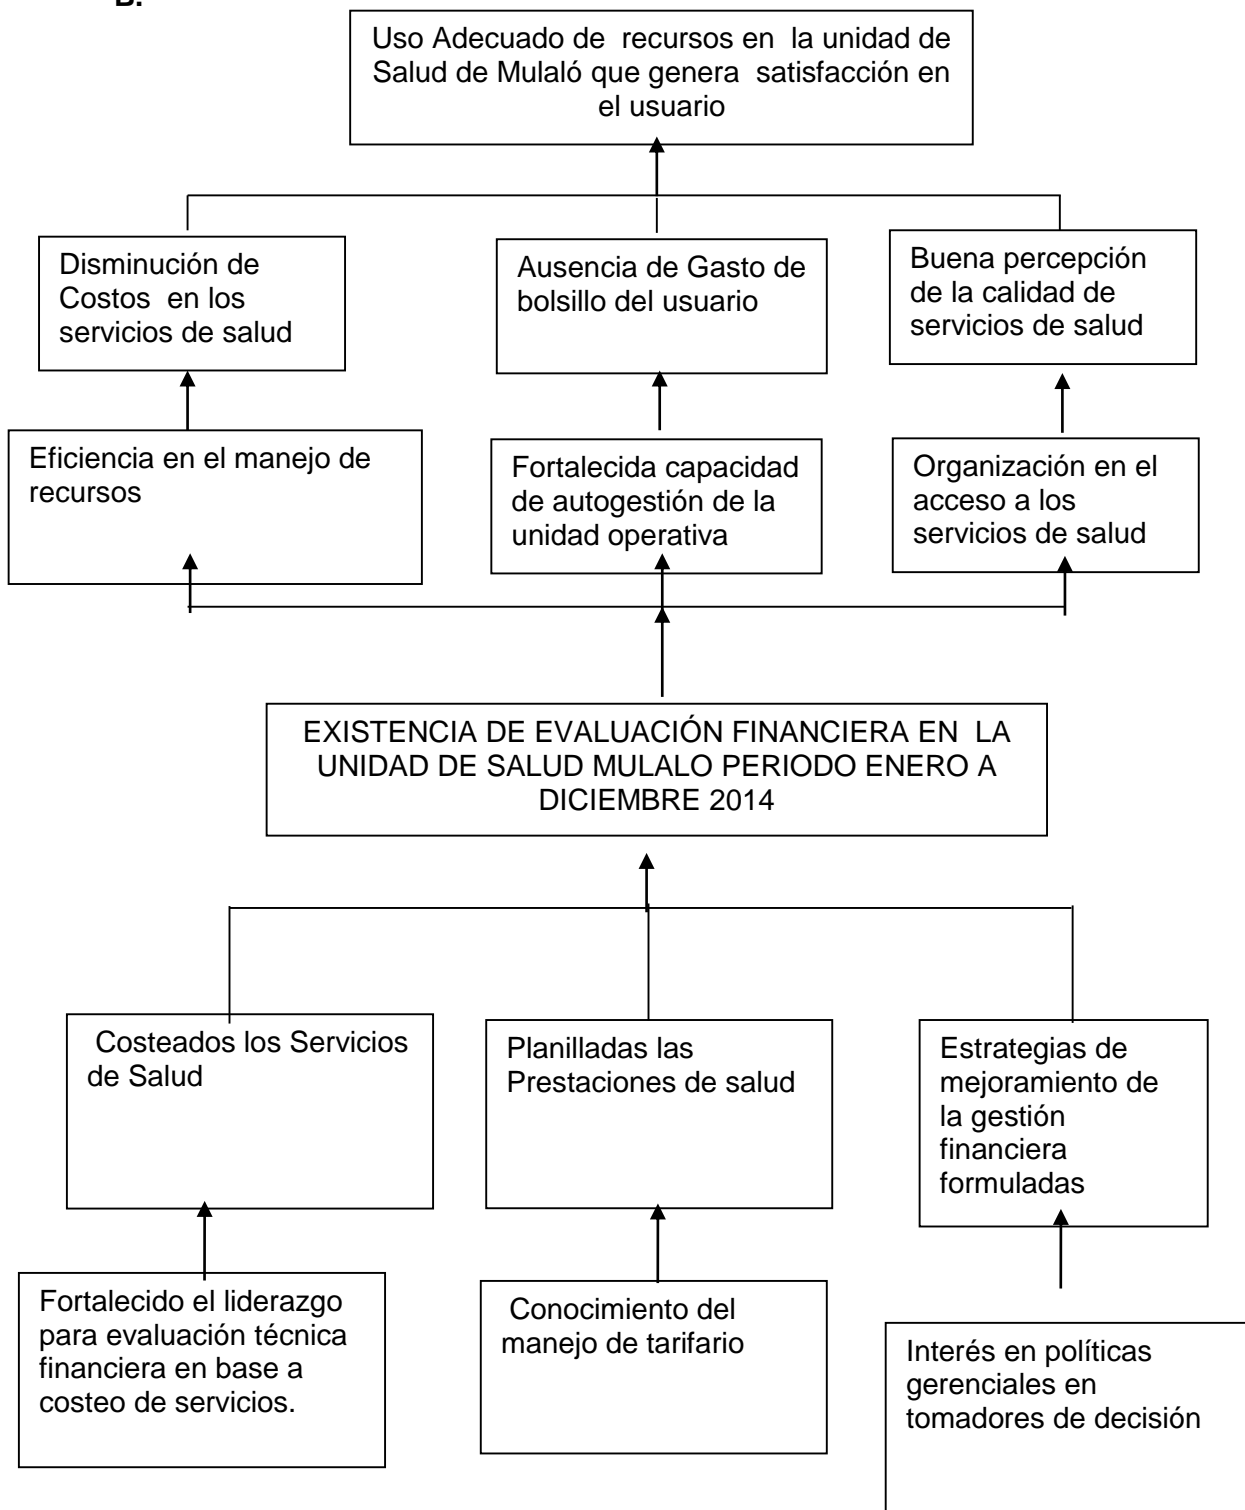 B.
Uso Adecuado de recursos en la unidad de
Salud de Mulaló que genera satisfacción en
el usuario
Disminución de
Costos en los
servicios de salud
Ausencia de Gasto de
bolsillo del usuario
Buena percepción
de la calidad de
servicios de salud
Eficiencia en el manejo de
recursos
Fortalecida capacidad
de autogestión de la
unidad operativa
Organización en el
acceso a los
servicios de salud
EXISTENCIA DE EVALUACIÓN FINANCIERA EN LA
UNIDAD DE SALUD MULALO PERIODO ENERO A
DICIEMBRE 2014
Costeados los Servicios
de Salud
Planilladas las
Prestaciones de salud
Estrategias de
mejoramiento de
la gestión
financiera
formuladas
Fortalecido el liderazgo
para evaluación técnica
financiera en base a
costeo de servicios.
Conocimiento del
manejo de tarifario
Interés en políticas
gerenciales en
tomadores de decisión